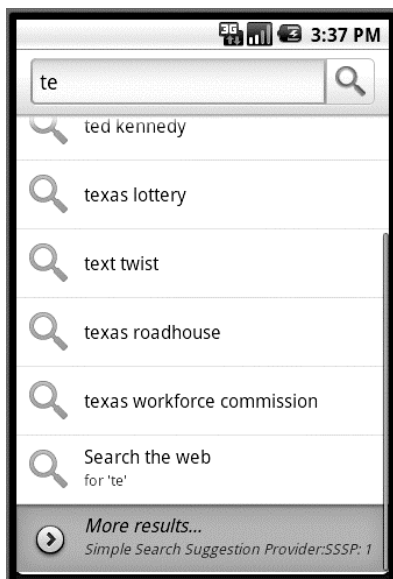 3G 3:37 PM
te
ted kennedy
texas lottery
text twist
texas roadhouse
texas workforce commission
Search the web
for 'te'
More results...
Simple Search Suggestion Provider:SSSP: 1